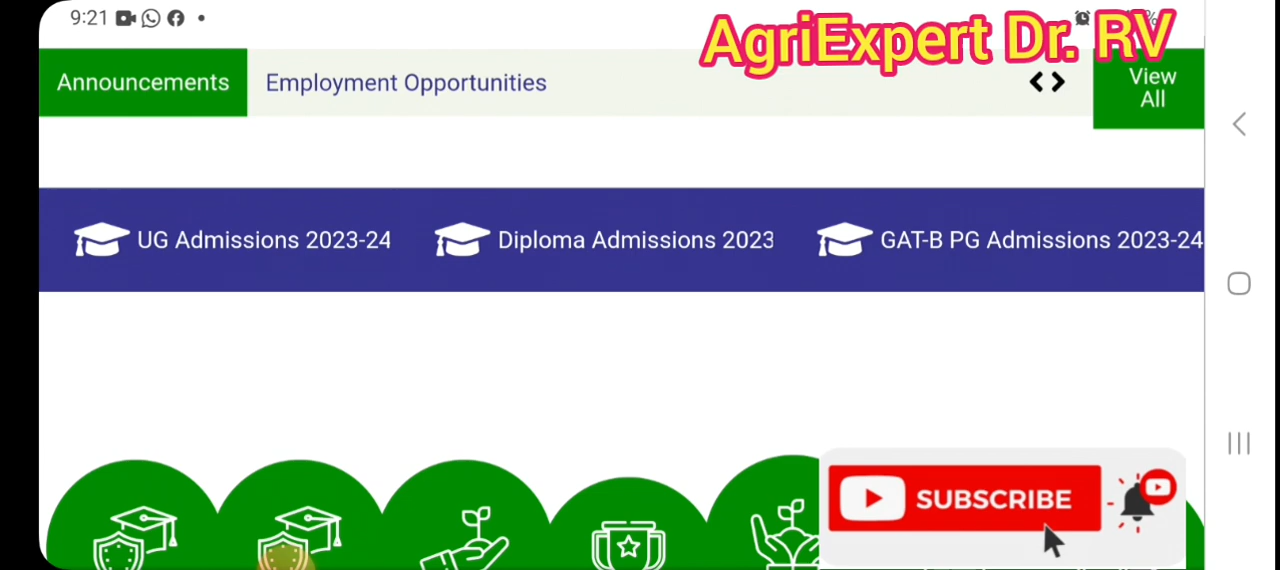 9:21
AgriExpert Dr. RV
Announcements
Employment Opportunities
View
All
UG Admissions 2023-24
Diploma Admissions 2023
GAT-B PG Admissions 2023-24
SUBSCRIBE